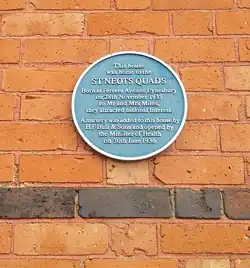 This house
was home to the
ST NEOTS QUADS
Born at Ferrers Avenue, Eynesbury
on 28th November 1935
to Mr and Mrs Miles,
they attracted national interest.
A nursery was added to this house by
H F Bull & Sons and opened by
the Minister of Health
on 30th June 1936